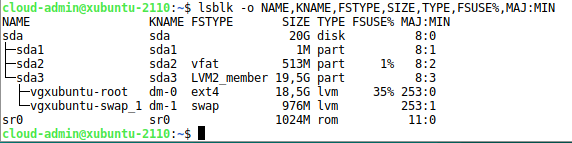 cloud-admin@xubuntu-2110:~$ lsblk -o NAME,KNAME,FSTYPE,SIZE,TYPE,FSUSE%,MAJ:MIN
NAME                  KNAME FSTYPE       SIZE TYPE FSUSE% MAJ:MIN
sda                   sda                 20G disk          8:0
├─sda1                sda1                 1M part          8:1
├─sda2                sda2  vfat         513M part     1%   8:2
└─sda3                sda3  LVM2_member 19,5G part          8:3
  ├─vgxubuntu-root    dm-0  ext4        18,5G lvm     35% 253:0
  └─vgxubuntu-swap_1  dm-1  swap         976M lvm         253:1
sr0                   sr0               1024M rom          11:0
cloud-admin@xubuntu-2110:~$